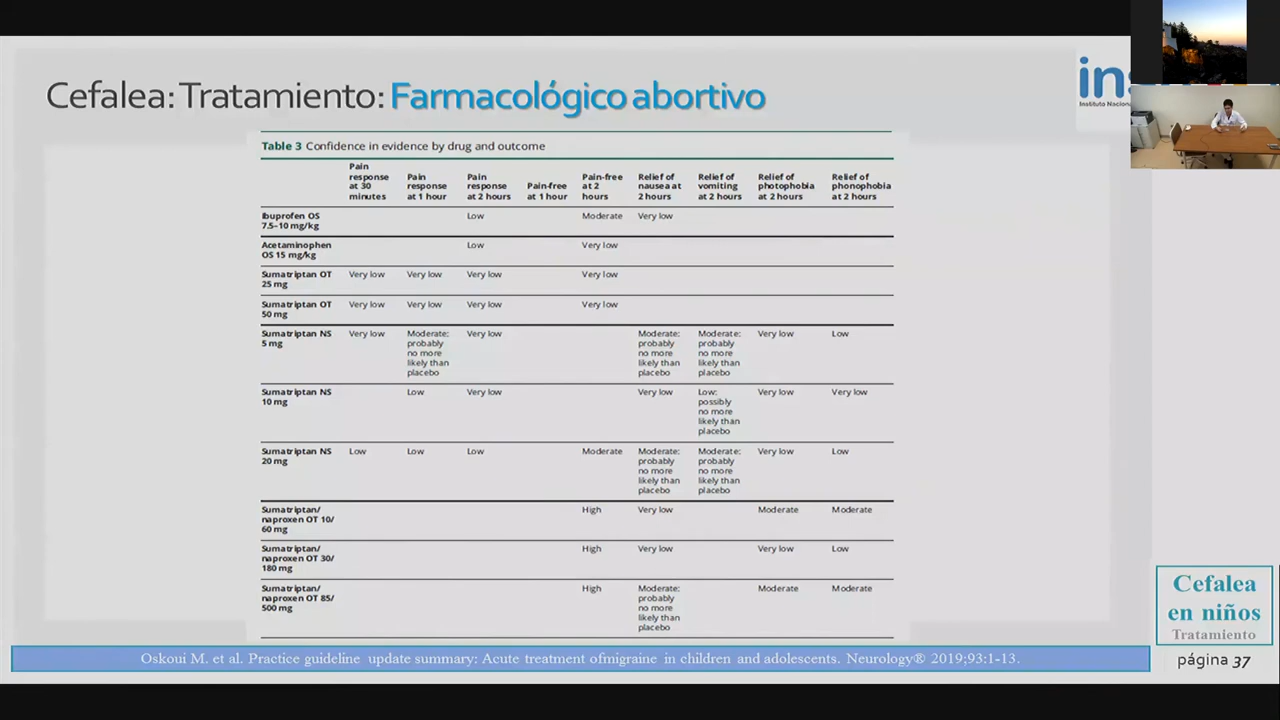 Cefalea: Tratamiento: Farmacológico abortivo
Table 3 Confidence in evidence by drug and outcome
Pain response at 30 minutes
Pain response at 1 hour
Pain response at 2 hours
Pain-free at 1 hour
Pain-free at 2 hours
Relief of nausea at 2 hours
Relief of vomiting at 2 hours
Relief of photophobia at 2 hours
Relief of phonophobia at 2 hours
Ibuprofen OS 7.5–10 mg/kg Low Moderate Very low
Acetaminophen OS 15 mg/kg Low Very low
Sumatriptan OT 25 mg Very low Very low Very low Very low
Sumatriptan OT 50 mg Very low Very low Very low Very low
Sumatriptan NS 5 mg Very low Moderate: probably no more likely than placebo Very low Moderate: probably no more likely than placebo Moderate: probably no more likely than placebo Very low Low
Sumatriptan NS 10 mg Low Very low Very low Low: possibly no more likely than placebo Very low Very low
Sumatriptan NS 20 mg Low Low Low Moderate Moderate: probably no more likely than placebo Moderate: probably no more likely than placebo Very low Low
Sumatriptan/ naproxen OT 10/ 60 mg High Very low Moderate Moderate
Sumatriptan/ naproxen OT 30/ 180 mg High Very low Very low Low
Sumatriptan/ naproxen OT 85/ 500 mg High Moderate: probably no more likely than placebo Moderate Moderate
Oskoui M. et al. Practice guideline update summary: Acute treatment ofmigraine in children and adolescents. Neurology® 2019;93:1-13.
Cefalea
en niños
Tratamiento
página 37
Instituto